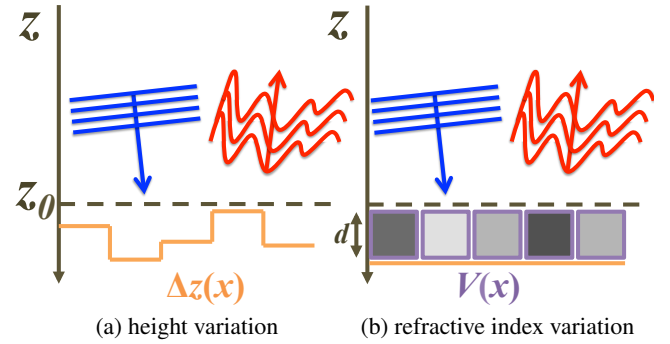 z
z
z₀
d
Δz(x)
V(x)
(a) height variation
(b) refractive index variation